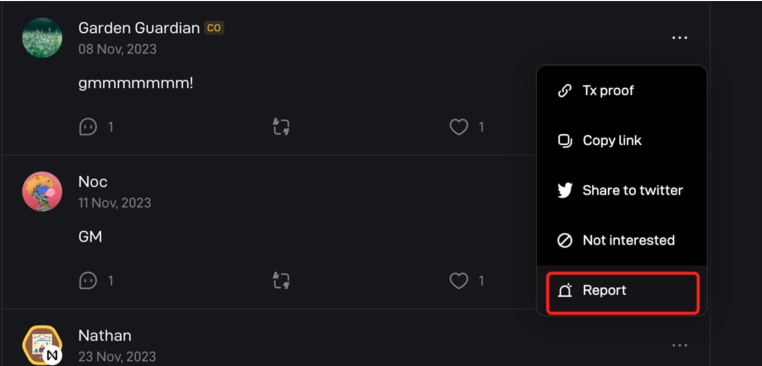 Garden Guardian CO
08 Nov, 2023
gmmmmmmm!
1
1
Tx proof
Copy link
Share to twitter
Not interested
Report
Noc
11 Nov, 2023
GM
1
1
Nathan
23 Nov, 2023